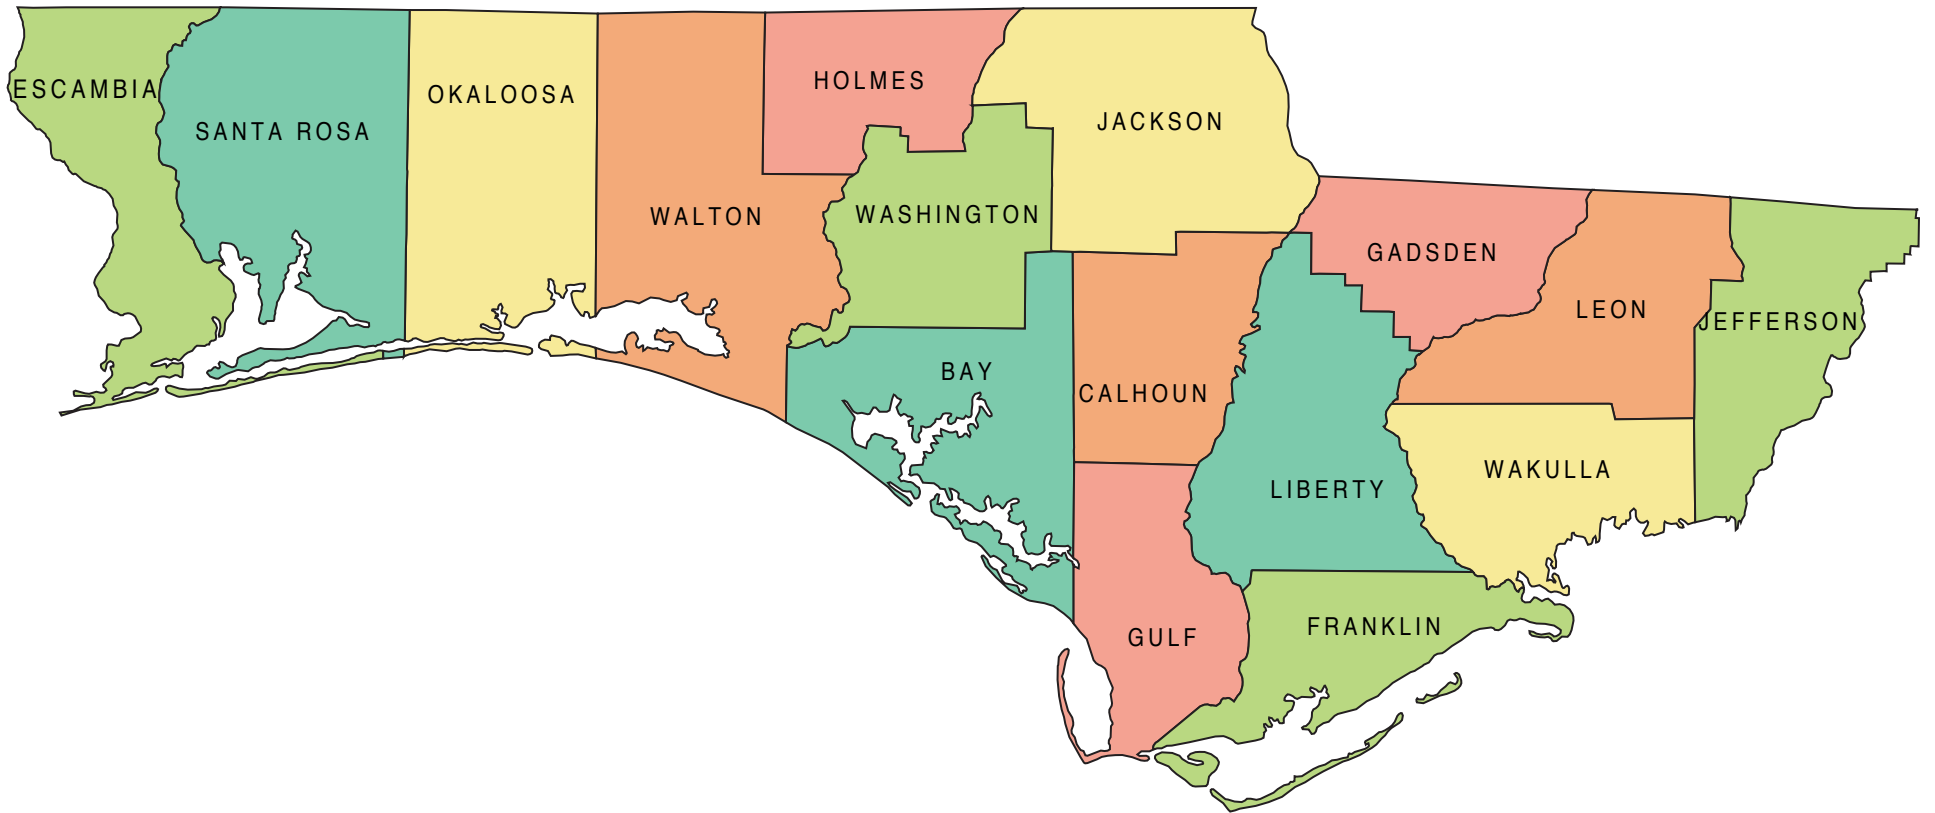 ESCAMBIA
SANTA ROSA
OKALOOSA
WALTON
HOLMES
WASHINGTON
JACKSON
BAY
CALHOUN
GULF
LIBERTY
GADSDEN
LEON
JEFFERSON
WAKULLA
FRANKLIN